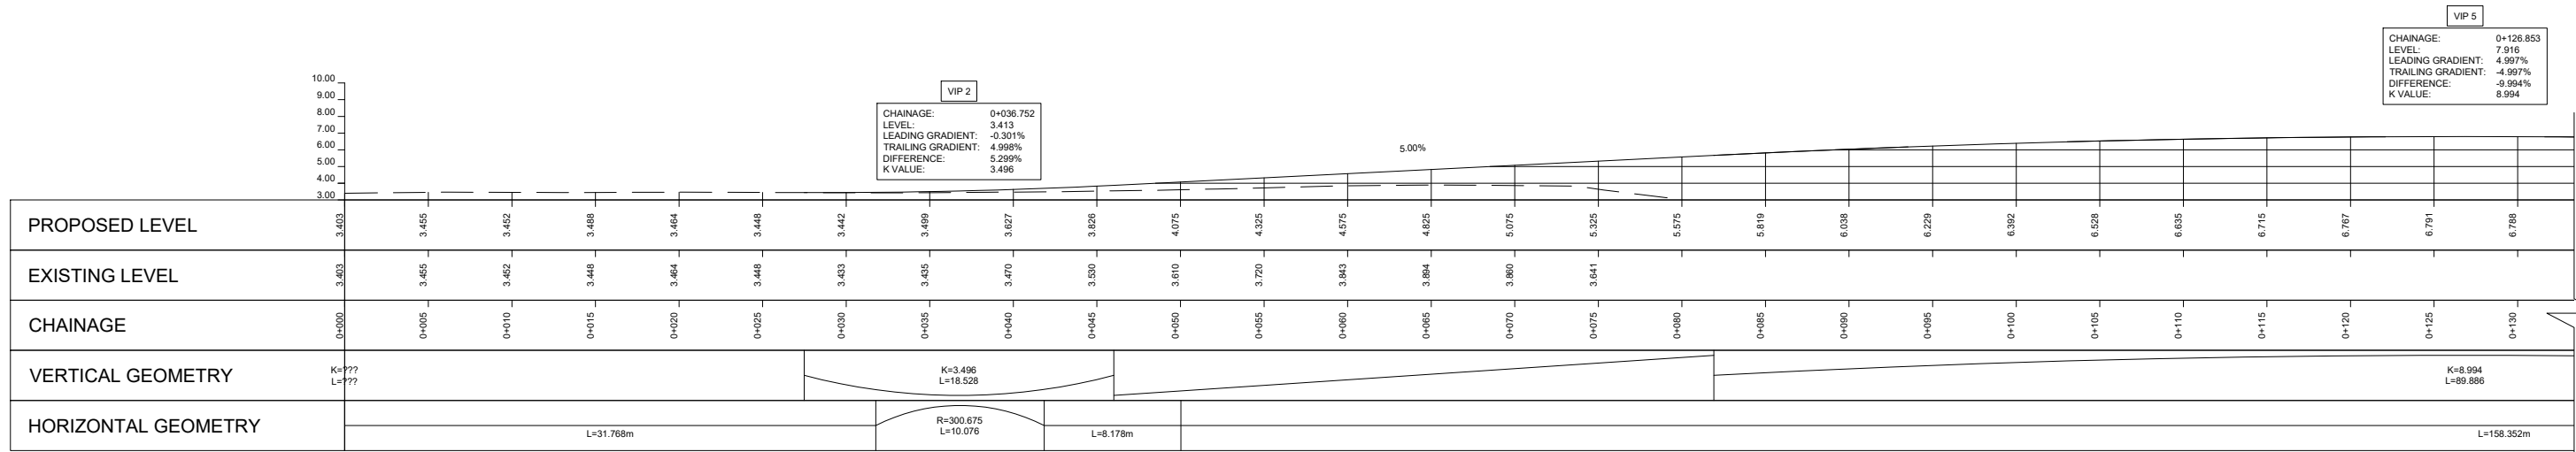 VIP 5
CHAINAGE: 0+126.853
LEVEL: 7.916
LEADING GRADIENT: 4.997%
TRAILING GRADIENT: -4.997%
DIFFERENCE: -9.994%
K VALUE: 8.994
VIP 2
CHAINAGE: 0+036.752
LEVEL: 3.413
LEADING GRADIENT: -0.301%
TRAILING GRADIENT: 4.998%
DIFFERENCE: 5.299%
K VALUE: 3.496
10.00
9.00
8.00
7.00
6.00
5.00
4.00
3.00
5.00%
PROPOSED LEVEL 3.403 3.455 3.452 3.488 3.464 3.448 3.442 3.499 3.627 3.826 4.075 4.325 4.575 4.825 5.075 5.325 5.575 5.819 6.038 6.229 6.392 6.528 6.635 6.715 6.767 6.791 6.788
EXISTING LEVEL 3.403 3.455 3.452 3.448 3.464 3.448 3.433 3.435 3.470 3.530 3.610 3.720 3.843 3.894 3.860 3.641
CHAINAGE 0+000 0+005 0+010 0+015 0+020 0+025 0+030 0+035 0+040 0+045 0+050 0+055 0+060 0+065 0+070 0+075 0+080 0+085 0+090 0+095 0+100 0+105 0+110 0+115 0+120 0+125 0+130
VERTICAL GEOMETRY
K=???
L=???
K=3.496
L=18.528
K=8.994
L=89.886
HORIZONTAL GEOMETRY
L=31.768m
R=300.675
L=10.076
L=8.178m
L=158.352m